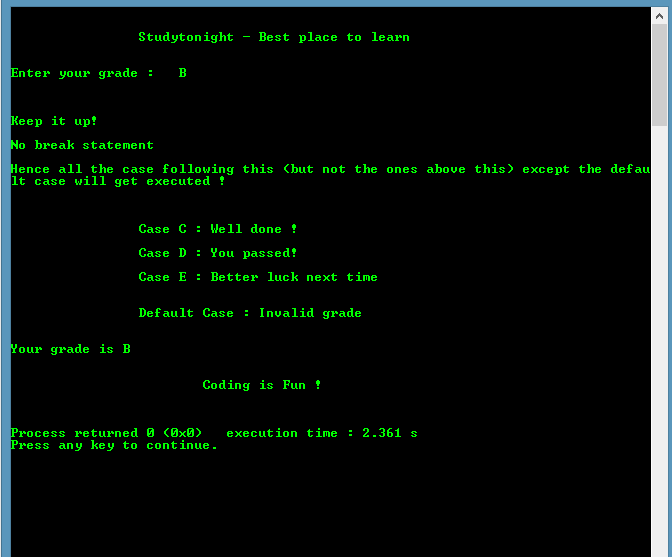 Studytonight - Best place to learn
Enter your grade :   B
Keep it up!
No break statement
Hence all the case following this (but not the ones above this) except the defau
lt case will get executed !
Case C : Well done !
Case D : You passed!
Case E : Better luck next time
Default Case : Invalid grade
Your grade is B
Coding is Fun !
Process returned 0 (0x0)   execution time : 2.361 s
Press any key to continue.